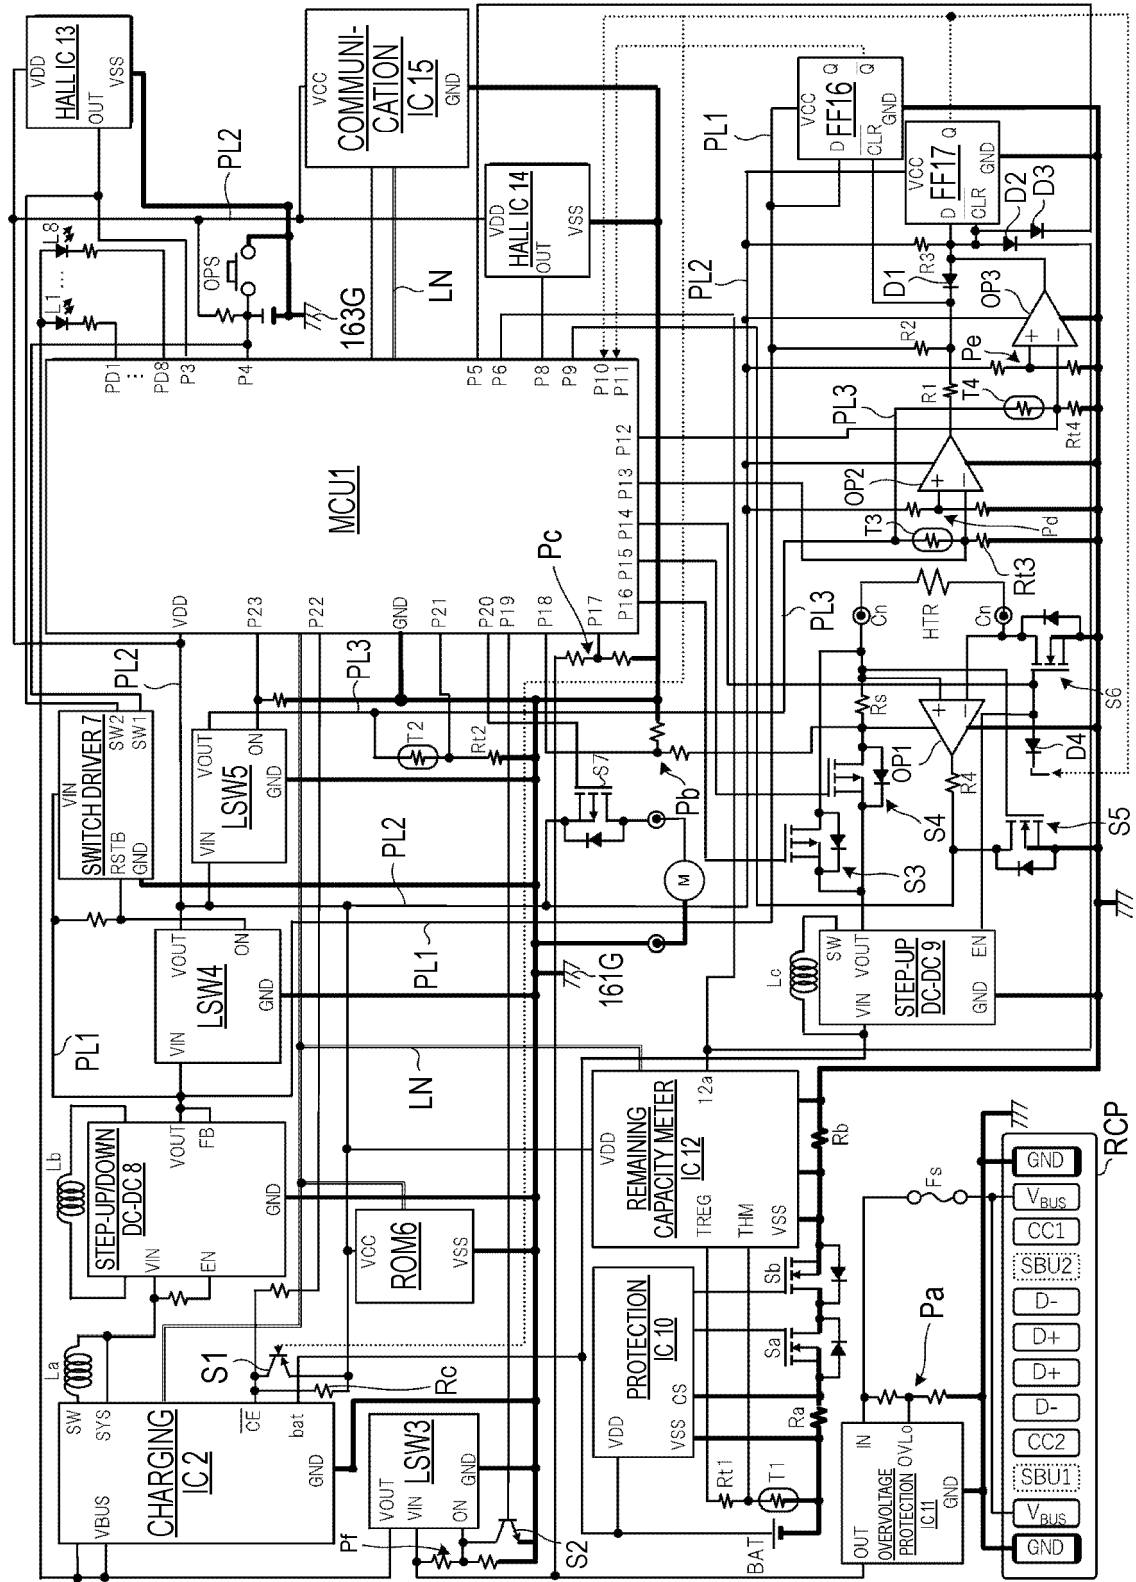 HALL IC 13
VDD
VSS
OUT
COMMUNI-
CATION
IC 15
VCC
GND
HALL IC 14
VDD
VSS
OUT
PL2
L8
L1
...
OPS
163G
LN
MCU1
PD1
...
PD8
P3
P4
P5
P6
P8
P9
P10
P11
P12
P13
P14
P15
P16
P17
P18
P19
P20
P21
GND
P22
P23
VDD
Pc
FF16
VCC
D
Q
Q
CLR
GND
FF17
VCC
D
Q
CLR
GND
PL1
PL2
D2
D3
R3
D1
R2
OP3
+
-
Pe
R1
T4
PL3
Rt4
OP2
+
-
T3
Pd
Rt3
PL3
HTR
Cn
Cn
Rs
OP1
+
-
S6
D4
R4
S5
S4
S3
SWITCH DRIVER 7
VIN
SW2
SW1
RSTB
GND
PL2
LSW5
VOUT
ON
VIN
GND
PL3
T2
Rt2
S7
Pb
M
PL2
PL1
161G
LSW4
VOUT
ON
VIN
GND
PL1
STEP-UP/DOWN
DC-DC 8
Lb
VOUT
FB
VIN
EN
GND
ROM6
VCC
VSS
LN
CHARGING
IC 2
La
SW
SYS
VBUS
CE
bat
GND
S1
Rc
LSW3
VOUT
VIN
ON
GND
Pf
S2
STEP-UP
DC-DC 9
Lc
SW
VIN
VOUT
EN
GND
REMAINING
CAPACITY METER
IC 12
12a
VDD
TREG
THM
VSS
Rb
PROTECTION
IC 10
VDD
VSS
CS
Sb
Sa
Ra
Rt1
T1
BAT
OVERVOLTAGE
PROTECTION
IC 11
IN
OVLo
OUT
GND
Pa
Fs
RCP
GND
VBUS
CC1
SBU2
D-
D+
D+
D-
CC2
SBU1
VBUS
GND